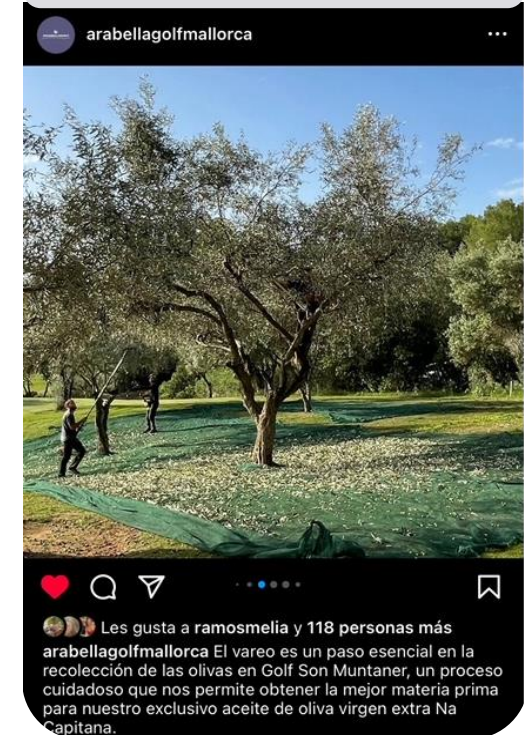 arabellagolfmallorca
Les gusta a ramosmelia y 118 personas más
arabellagolfmallorca El vareo es un paso esencial en la
recolección de las olivas en Golf Son Muntaner, un proceso
cuidadoso que nos permite obtener la mejor materia prima
para nuestro exclusivo aceite de oliva virgen extra Na
Capitana.